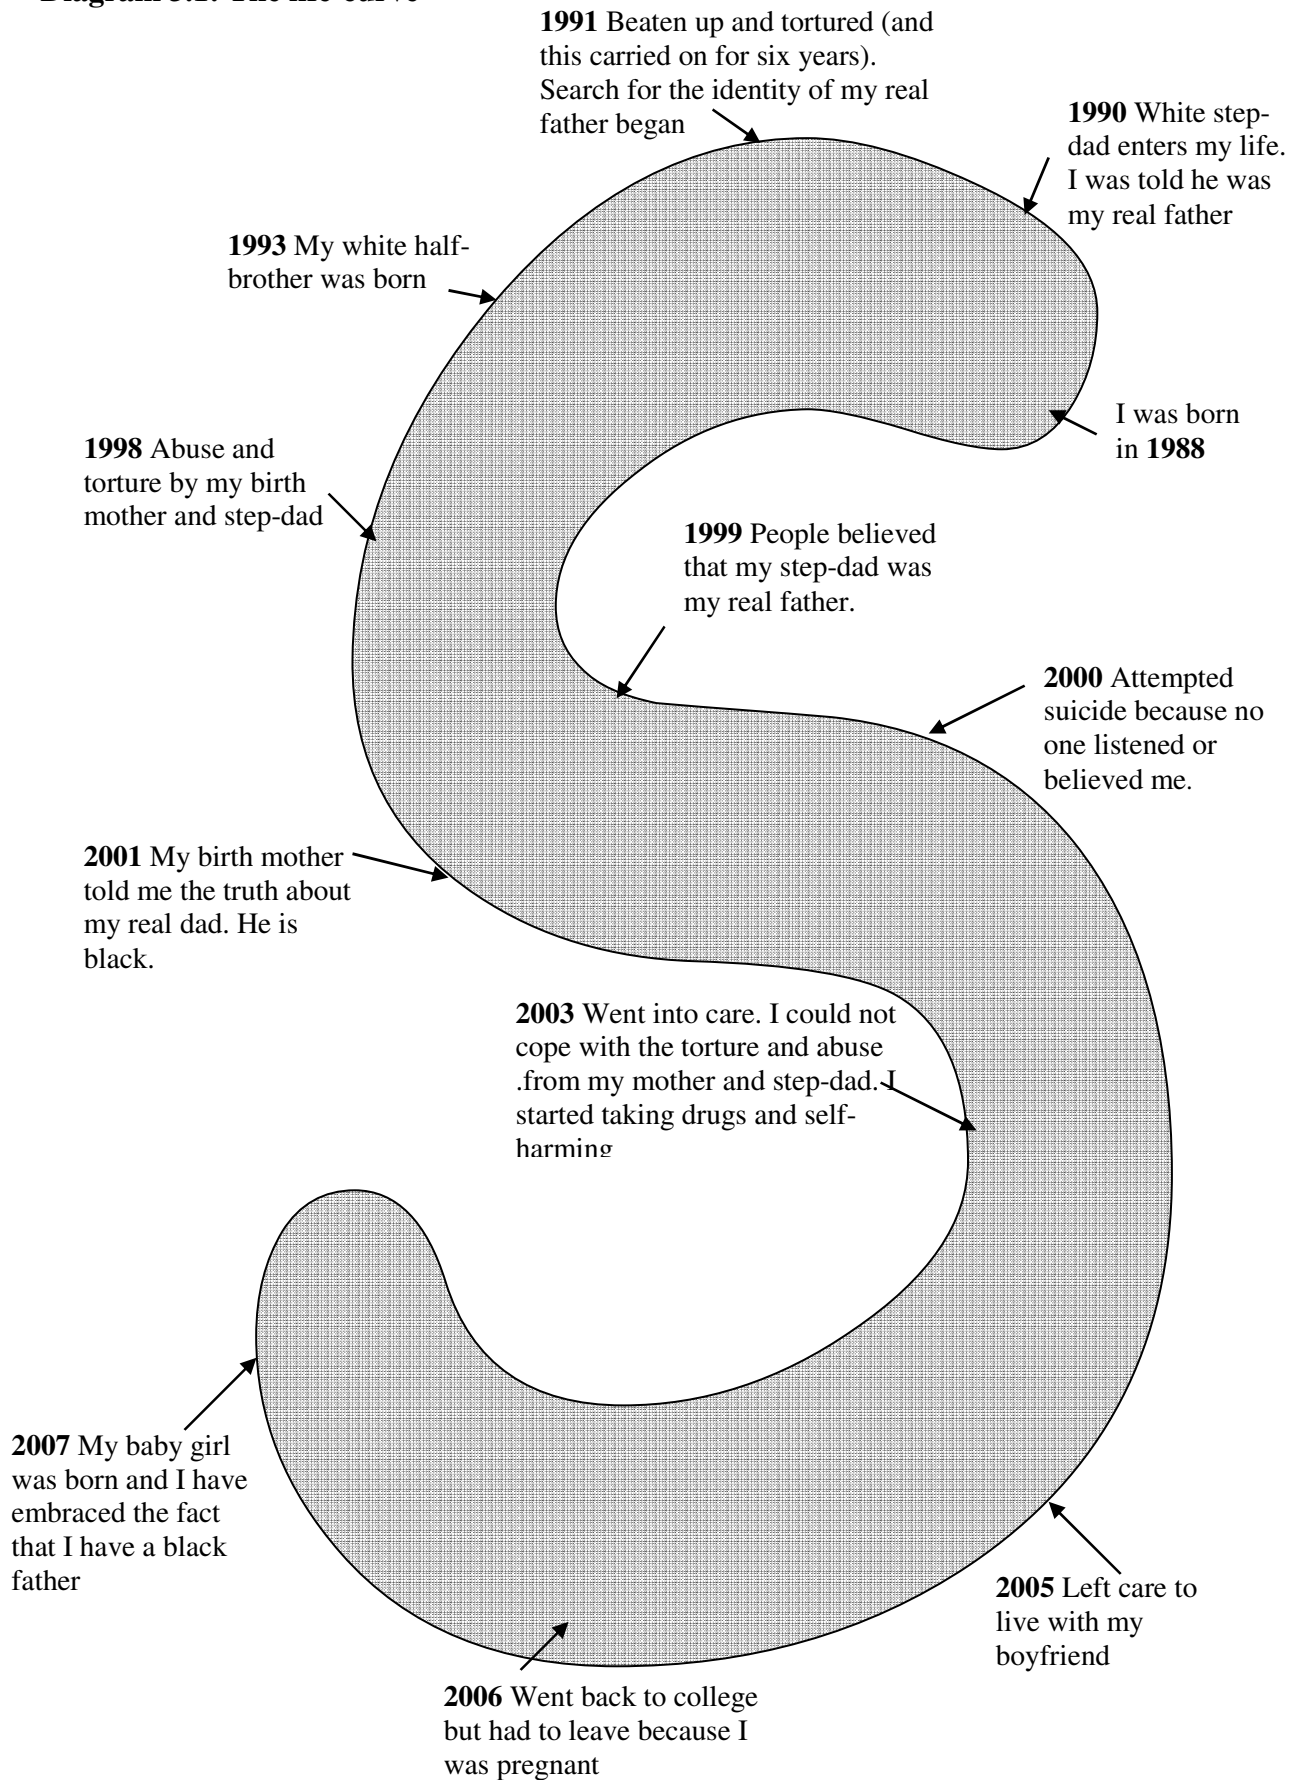 1991 Beaten up and tortured (and
this carried on for six years).
Search for the identity of my real
father began
1990 White step-
dad enters my life.
I was told he was
my real father
1993 My white half-
brother was born
I was born
in 1988
1998 Abuse and
torture by my birth
mother and step-dad
1999 People believed
that my step-dad was
my real father.
2000 Attempted
suicide because no
one listened or
believed me.
2001 My birth mother
told me the truth about
my real dad. He is
black.
2003 Went into care. I could not
cope with the torture and abuse
.from my mother and step-dad. I
started taking drugs and self-
harming
2007 My baby girl
was born and I have
embraced the fact
that I have a black
father
2005 Left care to
live with my
boyfriend
2006 Went back to college
but had to leave because I
was pregnant